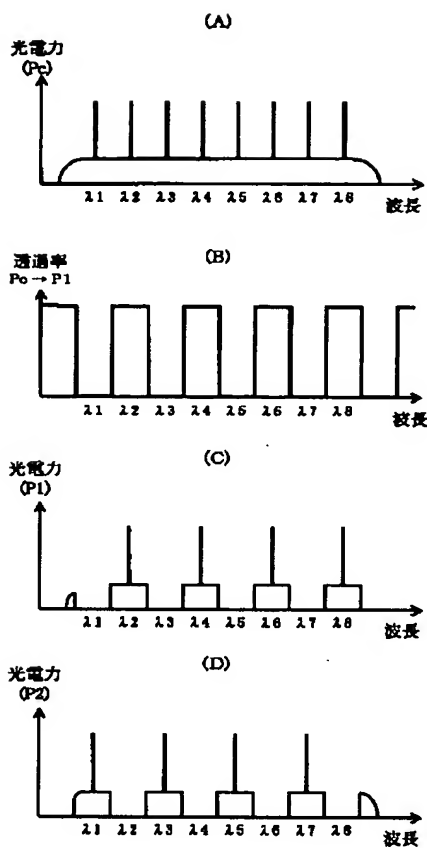 (A)
光電力
(Pc)
λ1 λ2 λ3 λ4 λ5 λ6 λ7 λ8
波長
(B)
透過率
Pc→P1
λ1 λ2 λ3 λ4 λ5 λ6 λ7 λ8
波長
(C)
光電力
(P1)
λ1 λ2 λ3 λ4 λ5 λ6 λ7 λ8
波長
(D)
光電力
(P2)
λ1 λ2 λ3 λ4 λ5 λ6 λ7 λ8
波長